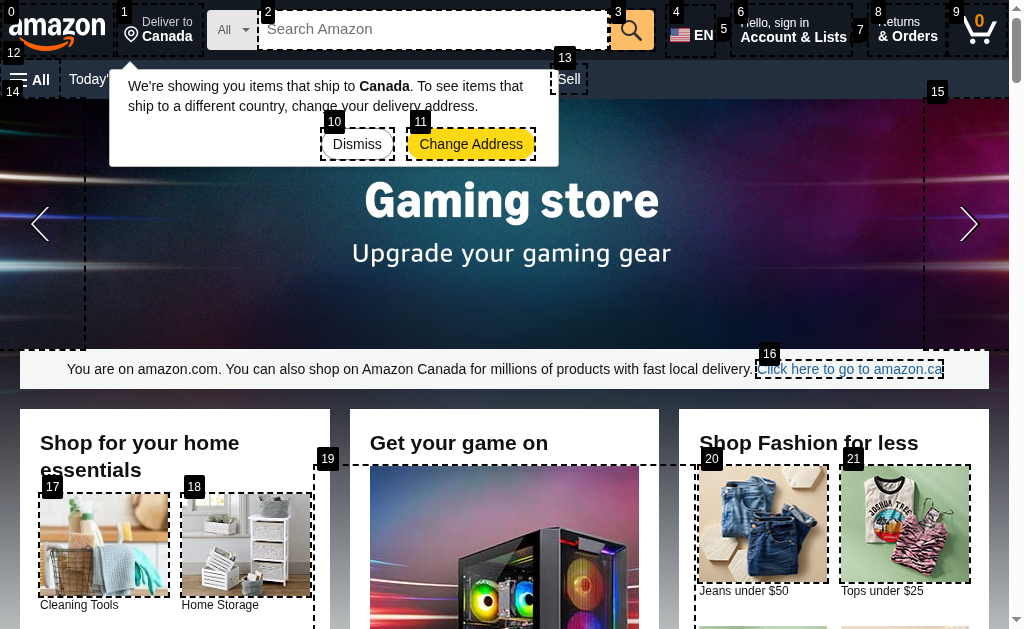 0
1
2
3
4
5
6
7
8
9
amazon
Deliver to
Canada
All
Search Amazon
EN
Hello, sign in
Account & Lists
Returns
& Orders
0
12
13
All
Today'
Sell
14
15
We're showing you items that ship to Canada. To see items that
ship to a different country, change your delivery address.
10
11
Dismiss
Change Address
Gaming store
Upgrade your gaming gear
16
You are on amazon.com. You can also shop on Amazon Canada for millions of products with fast local delivery. Click here to go to amazon.ca
Shop for your home
essentials
Get your game on
Shop Fashion for less
17
18
19
20
21
JOSHUA TREE
Cleaning Tools
Home Storage
Jeans under $50
Tops under $25